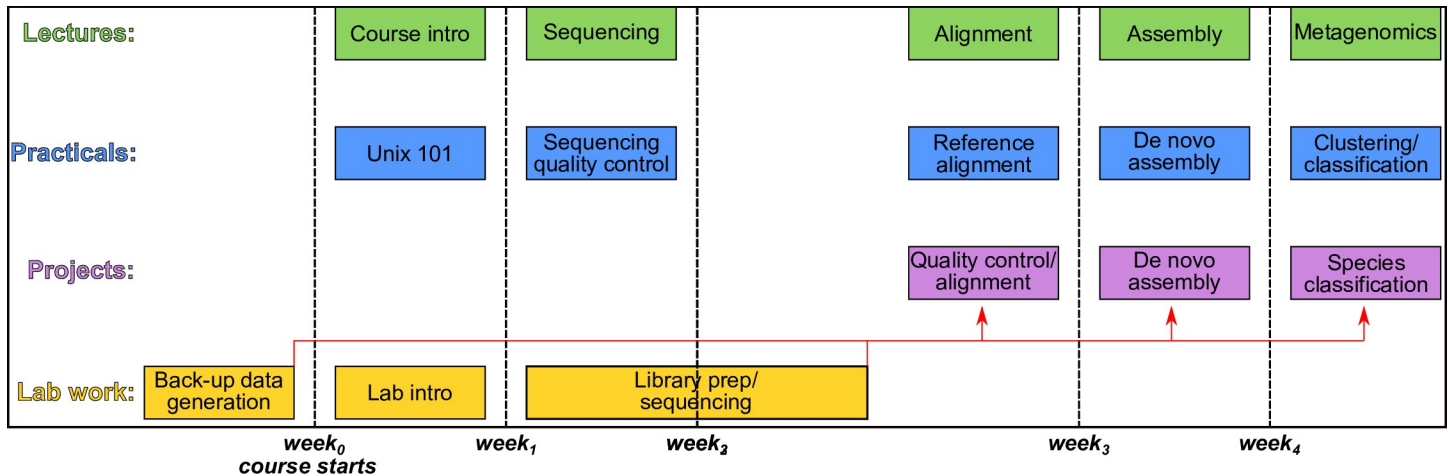 Lectures:
Course intro
Sequencing
Alignment
Assembly
Metagenomics
Practicals:
Unix 101
Sequencing
quality control
Reference
alignment
De novo
assembly
Clustering/
classification
Projects:
Quality control/
alignment
De novo
assembly
Species
classification
Lab work:
Back-up data
generation
Lab intro
Library prep/
sequencing
week₀
course starts
week₁
week₂
week₃
week₄